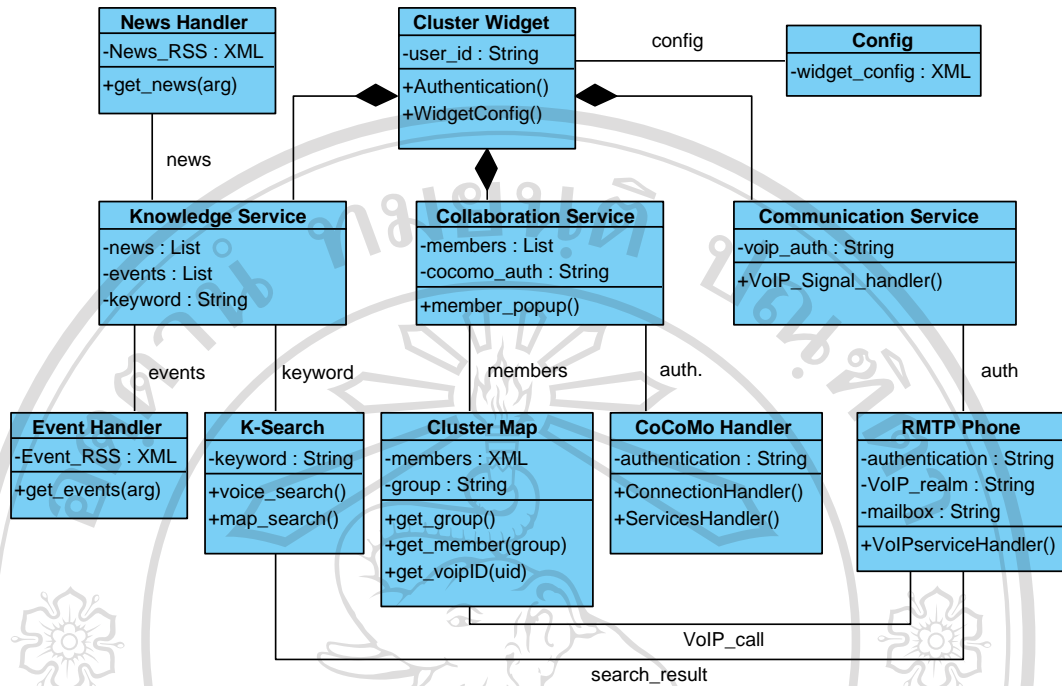 News Handler
-News_RSS : XML
+get_news(arg)
Cluster Widget
-user_id : String
+Authentication()
+WidgetConfig()
config
Config
-widget_config : XML
news
Knowledge Service
-news : List
-events : List
-keyword : String
Collaboration Service
-members : List
-cocomo_auth : String
+member_popup()
Communication Service
-voip_auth : String
+VoIP_Signal_handler()
events
keyword
members
auth.
auth
Event Handler
-Event_RSS : XML
+get_events(arg)
K-Search
-keyword : String
+voice_search()
+map_search()
Cluster Map
-members : XML
-group : String
+get_group()
+get_member(group)
+get_voipID(uid)
CoCoMo Handler
-authentication : String
+ConnectionHandler()
+ServicesHandler()
RMTP Phone
-authentication : String
-VoIP_realm : String
-mailbox : String
+VoIPserviceHandler()
VoIP_call
search_result